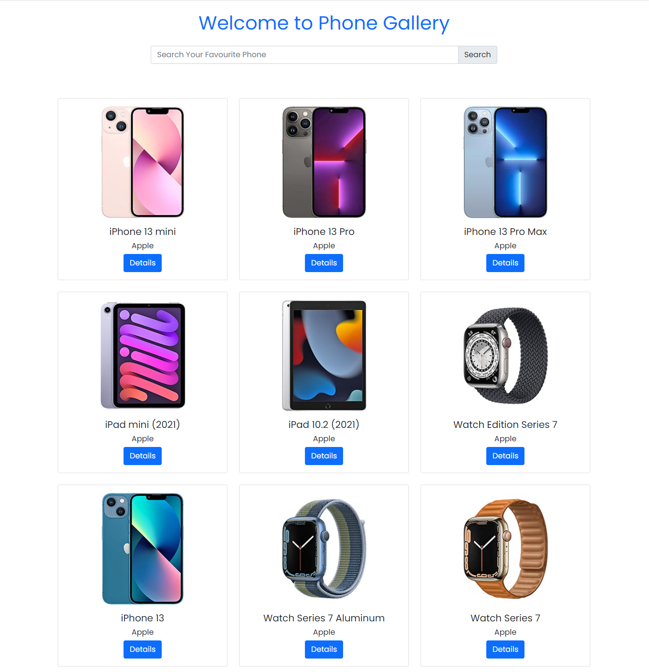 Welcome to Phone Gallery
Search Your Favourite Phone Search
iPhone 13 mini
Apple
Details
iPhone 13 Pro
Apple
Details
iPhone 13 Pro Max
Apple
Details
iPad mini (2021)
Apple
Details
iPad 10.2 (2021)
Apple
Details
Watch Edition Series 7
Apple
Details
iPhone 13
Apple
Details
Watch Series 7 Aluminum
Apple
Details
Watch Series 7
Apple
Details